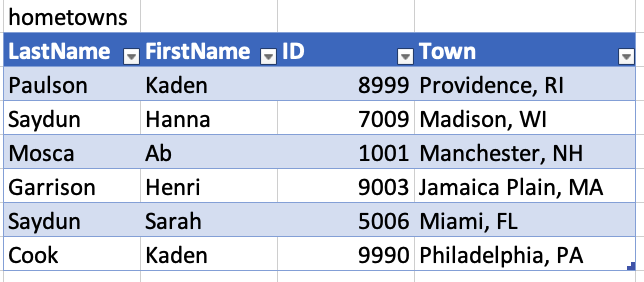 hometowns
LastName FirstName ID Town
Paulson Kaden 8999 Providence, RI
Saydun Hanna 7009 Madison, WI
Mosca Ab 1001 Manchester, NH
Garrison Henri 9003 Jamaica Plain, MA
Saydun Sarah 5006 Miami, FL
Cook Kaden 9990 Philadelphia, PA